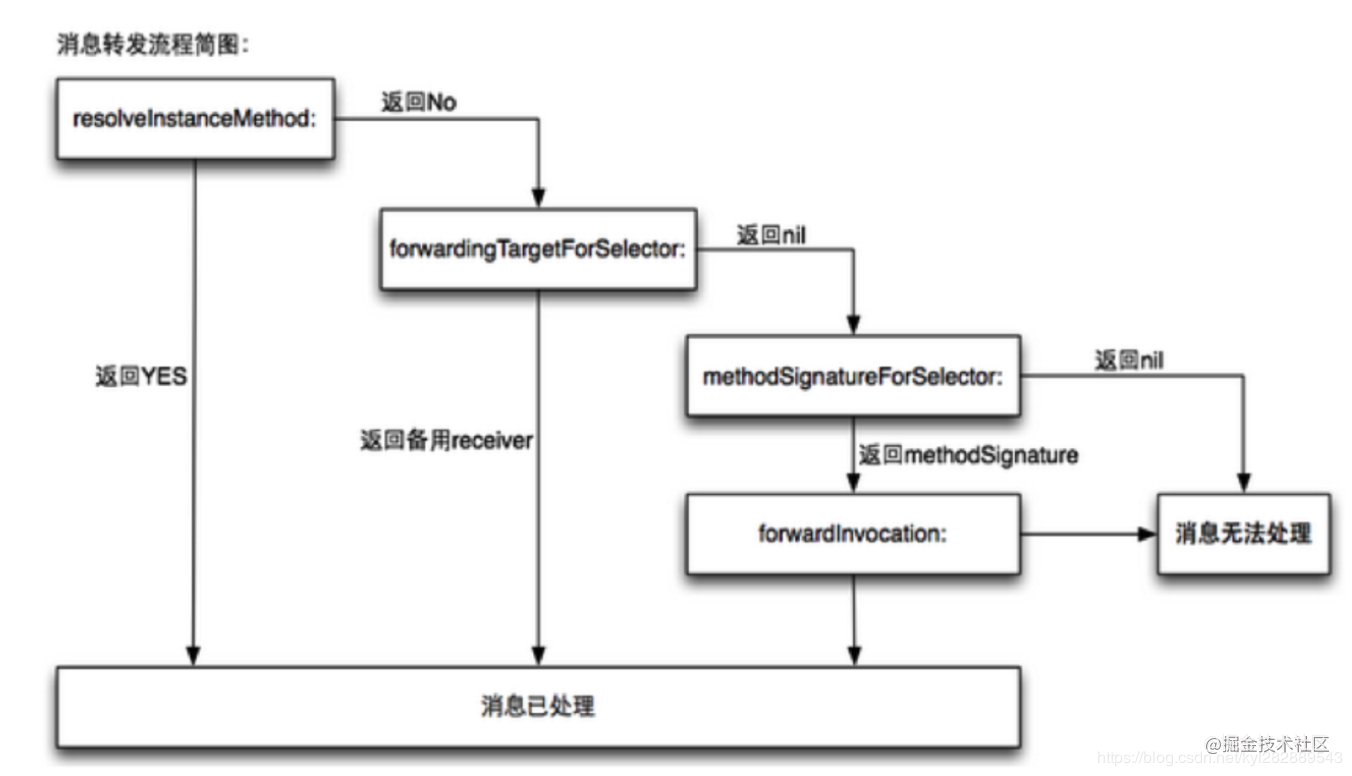 消息转发流程简图：
resolveInstanceMethod:
返回No
forwardingTargetForSelector:
返回nil
methodSignatureForSelector:
返回nil
返回YES
返回备用receiver
返回methodSignature
forwardInvocation:
消息无法处理
消息已处理
@掘金技术社区
https://blog.csdn.net/kyl282889543